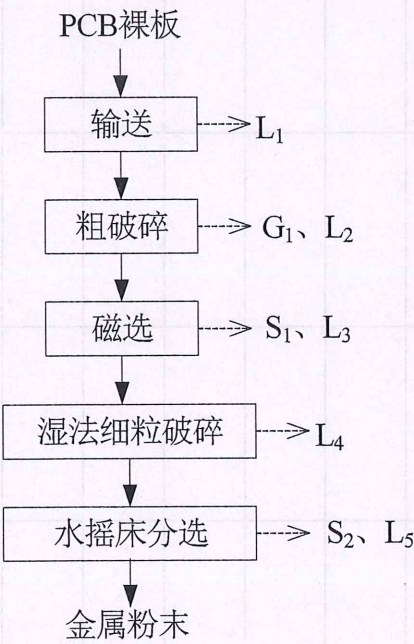 PCB裸板
输送
L1
粗破碎
G1、L2
磁选
S1、L3
湿法细粒破碎
L4
水摇床分选
S2、L5
金属粉末